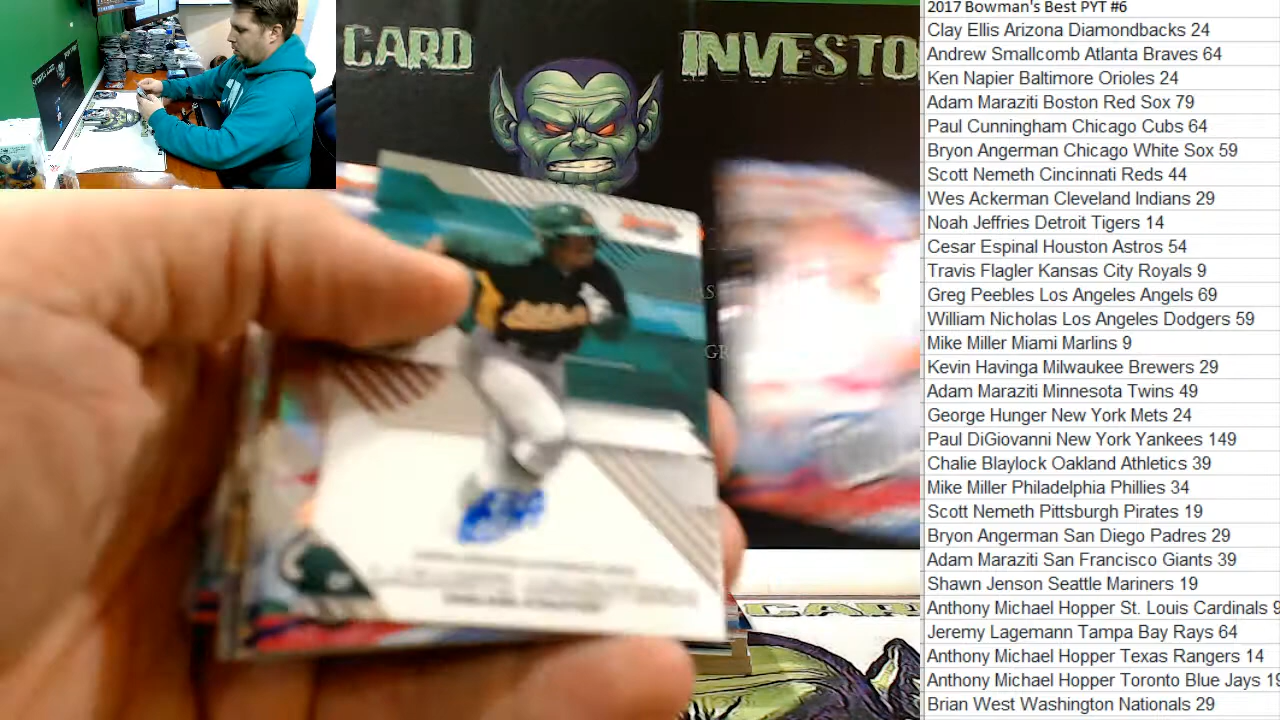 CARD INVESTO
2017 Bowman's Best PYT #6
Clay Ellis Arizona Diamondbacks 24
Andrew Smallcomb Atlanta Braves 64
Ken Napier Baltimore Orioles 24
Adam Maraziti Boston Red Sox 79
Paul Cunningham Chicago Cubs 64
Bryon Angerman Chicago White Sox 59
Scott Nemeth Cincinnati Reds 44
Wes Ackerman Cleveland Indians 29
Noah Jeffries Detroit Tigers 14
Cesar Espinal Houston Astros 54
Travis Flagler Kansas City Royals 9
Greg Peebles Los Angeles Angels 69
William Nicholas Los Angeles Dodgers 59
Mike Miller Miami Marlins 9
Kevin Havinga Milwaukee Brewers 29
Adam Maraziti Minnesota Twins 49
George Hunger New York Mets 24
Paul DiGiovanni New York Yankees 149
Chalie Blaylock Oakland Athletics 39
Mike Miller Philadelphia Phillies 34
Scott Nemeth Pittsburgh Pirates 19
Bryon Angerman San Diego Padres 29
Adam Maraziti San Francisco Giants 39
Shawn Jenson Seattle Mariners 19
Anthony Michael Hopper St. Louis Cardinals 9
Jeremy Lagemann Tampa Bay Rays 64
Anthony Michael Hopper Texas Rangers 14
Anthony Michael Hopper Toronto Blue Jays 19
Brian West Washington Nationals 29
CARD